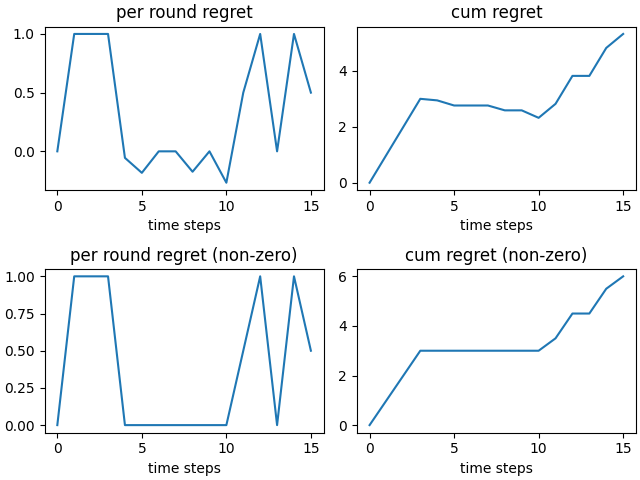 per round regret
cum regret
1.0
0.5
0.0
0 5 10 15
time steps
4
2
0
0 5 10 15
time steps
per round regret (non-zero)
cum regret (non-zero)
1.00
0.75
0.50
0.25
0.00
0 5 10 15
time steps
6
4
2
0
0 5 10 15
time steps